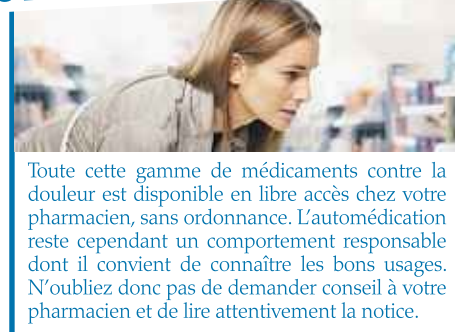 Toute cette gamme de médicaments contre la
douleur est disponible en libre accès chez votre
pharmacien, sans ordonnance. L'automédication
reste cependant un comportement responsable
dont il convient de connaître les bons usages.
N'oubliez donc pas de demander conseil à votre
pharmacien et de lire attentivement la notice.